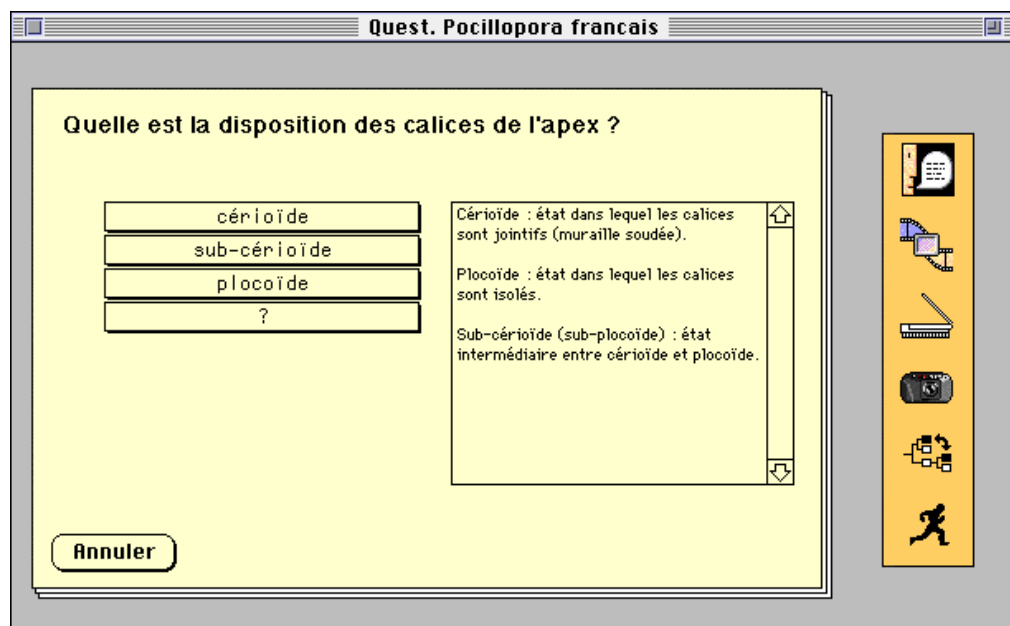 Quest. Pocillopora francais
Quelle est la disposition des calices de l'apex ?
cérioïde
sub-cérioïde
plocoïde
?
Cérioïde : état dans lequel les calices
sont jointifs (muraille soudée).
Plocoïde : état dans lequel les calices
sont isolés.
Sub-cérioïde (sub-plocoïde) : état
intermédiaire entre cérioïde et plocoïde.
Annuler